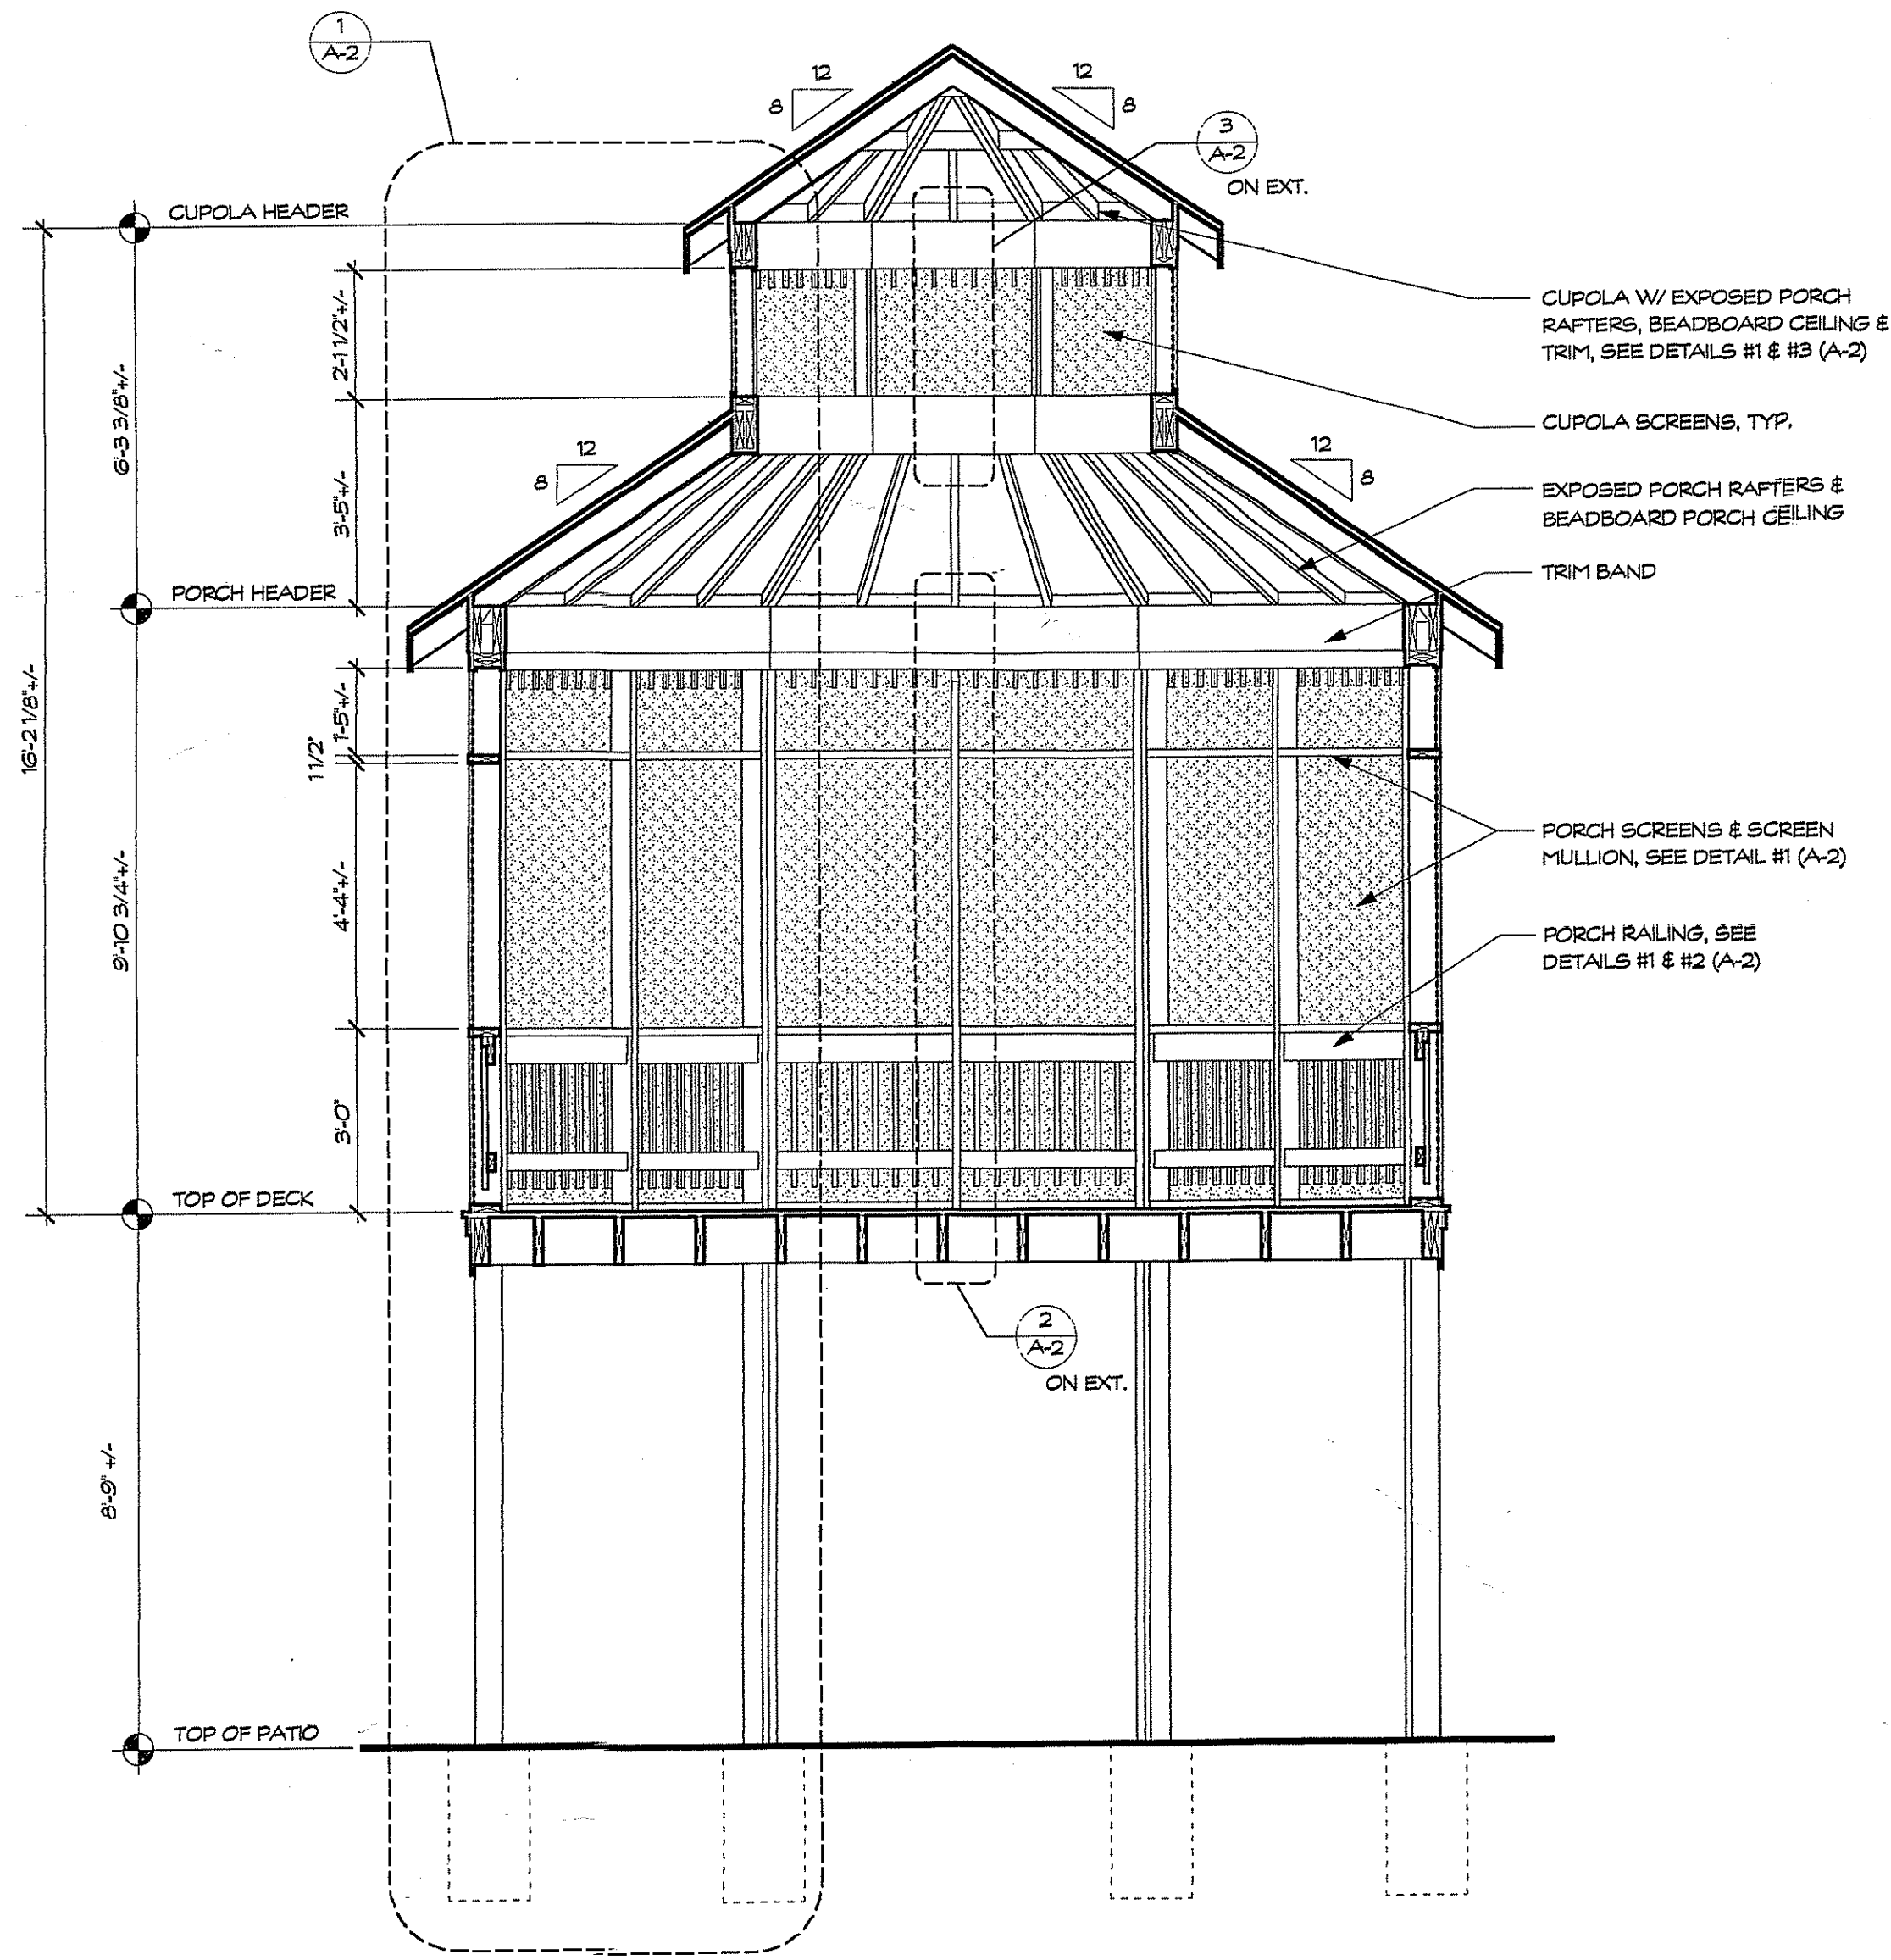 1
A-2
12
8
12
8
3
A-2
ON EXT.
CUPOLA HEADER
CUPOLA W/ EXPOSED PORCH
RAFTERS, BEADBOARD CEILING &
TRIM, SEE DETAILS #1 & #3 (A-2)
2'-1 1/2"+/-
6'-3 3/8"+/-
CUPOLA SCREENS, TYP.
12
8
12
8
3'-5"+/-
EXPOSED PORCH RAFTERS &
BEADBOARD PORCH CEILING
TRIM BAND
PORCH HEADER
16'-2 1/8"+/-
1'-5"+/-
1 1/2"
PORCH SCREENS & SCREEN
MULLION, SEE DETAIL #1 (A-2)
4'-4"+/-
9'-10 3/4"+/-
PORCH RAILING, SEE
DETAILS #1 & #2 (A-2)
3'-0"
TOP OF DECK
2
A-2
ON EXT.
8'-9" +/-
TOP OF PATIO